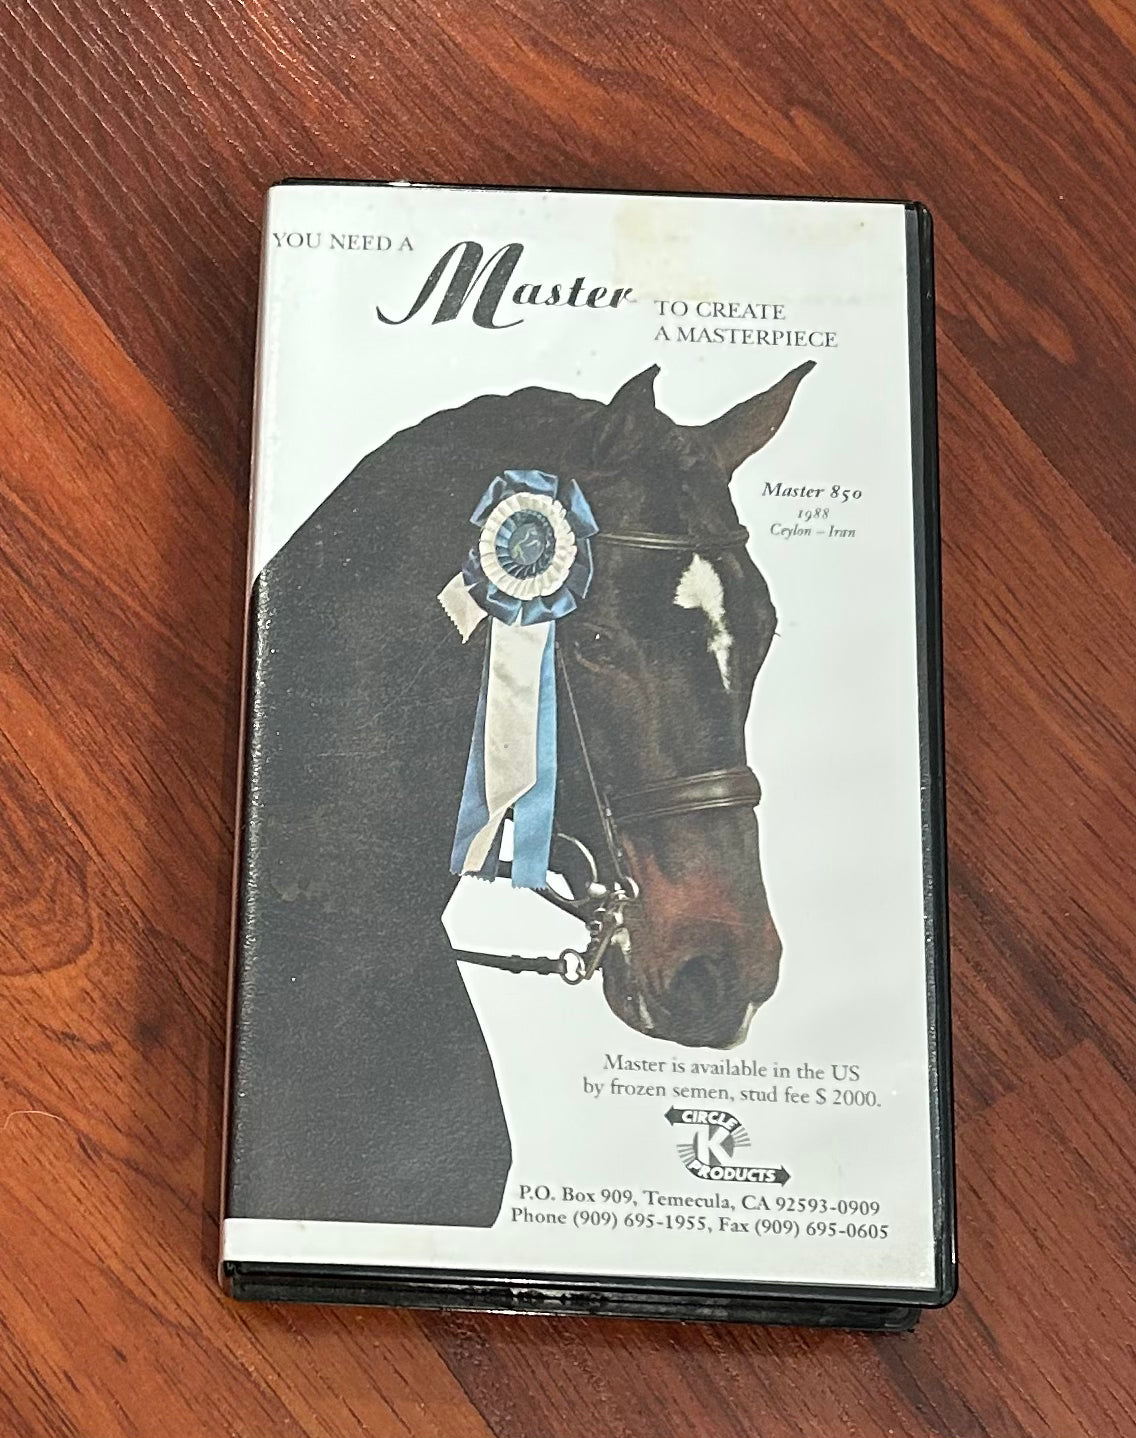 YOU NEED A
Master
TO CREATE
A MASTERPIECE
Master 850
1988
Ceylon – Iran
Master is available in the US
by frozen semen, stud fee $ 2000.
CIRCLE
K
PRODUCTS
P.O. Box 909, Temecula, CA 92593-0909
Phone (909) 695-1955, Fax (909) 695-0605